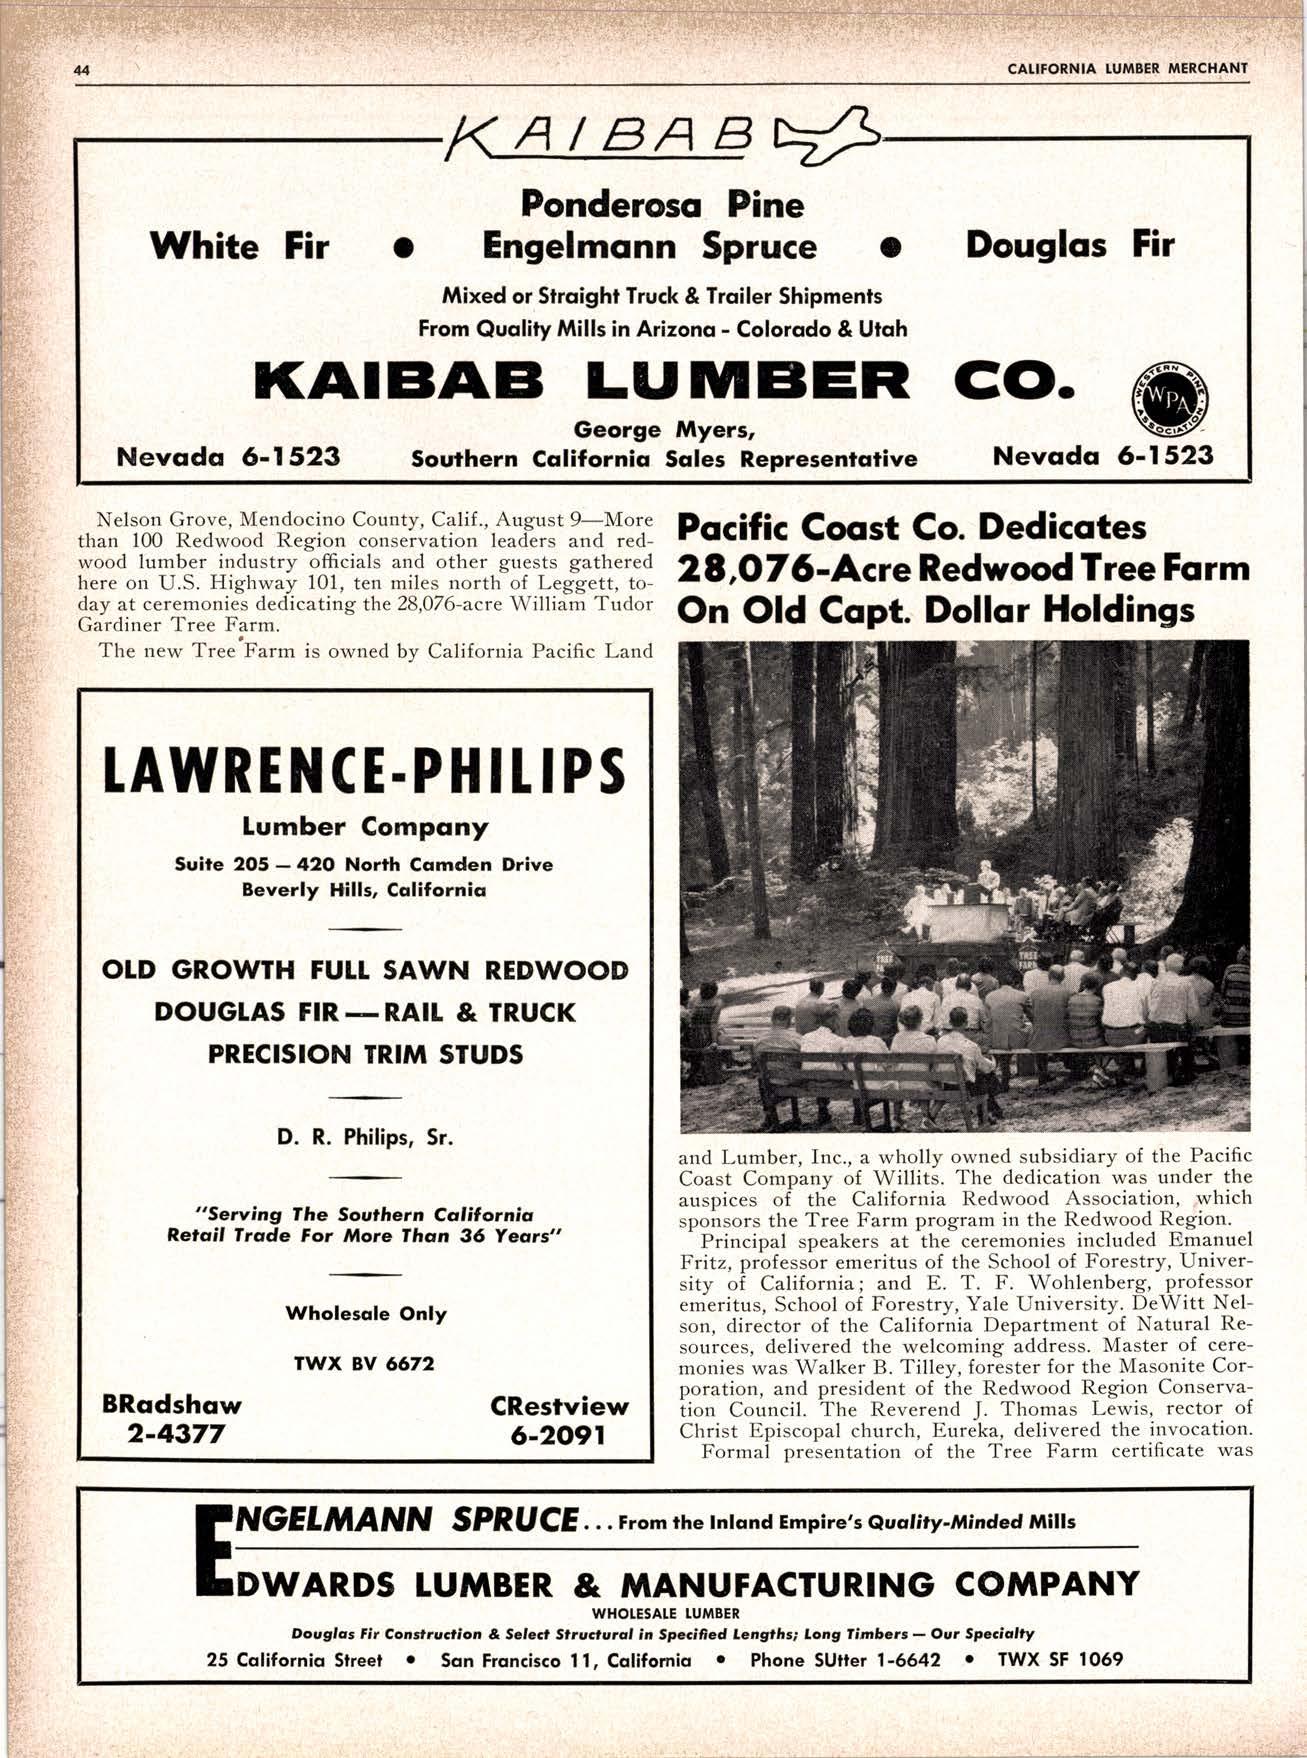 44
CALIFORNIA LUMBER MERCHANT
KAIBAB
Ponderosa Pine
White Fir • Engelmann Spruce • Douglas Fir
Mixed or Straight Truck & Trailer Shipments
From Quality Mills in Arizona - Colorado & Utah
KAIBAB LUMBER CO.
WESTERN PINE ASSOCIATION
WPA
George Myers,
Nevada 6-1523 Southern California Sales Representative Nevada 6-1523
Nelson Grove, Mendocino County, Calif., August 9—More
than 100 Redwood Region conservation leaders and red-
wood lumber industry officials and other guests gathered
here on U.S. Highway 101, ten miles north of Leggett, to-
day at ceremonies dedicating the 28,076-acre William Tudor
Gardiner Tree Farm.
The new Tree Farm is owned by California Pacific Land
LAWRENCE-PHILIPS
Lumber Company
Suite 205 — 420 North Camden Drive
Beverly Hills, California
OLD GROWTH FULL SAWN REDWOOD
DOUGLAS FIR — RAIL & TRUCK
PRECISION TRIM STUDS
D. R. Philips, Sr.
"Serving The Southern California
Retail Trade For More Than 36 Years"
Wholesale Only
TWX BV 6672
BRadshaw
2-4377
CRestview
6-2091
Pacific Coast Co. Dedicates
28,076-Acre Redwood Tree Farm
On Old Capt. Dollar Holdings
TREE
FA
TREE
FARM
and Lumber, Inc., a wholly owned subsidiary of the Pacific
Coast Company of Willits. The dedication was under the
auspices of the California Redwood Association, which
sponsors the Tree Farm program in the Redwood Region.
Principal speakers at the ceremonies included Emanuel
Fritz, professor emeritus of the School of Forestry, Univer-
sity of California; and E. T. F. Wohlenberg, professor
emeritus, School of Forestry, Yale University. DeWitt Nel-
son, director of the California Department of Natural Re-
sources, delivered the welcoming address. Master of cere-
monies was Walker B. Tilley, forester for the Masonite Cor-
poration, and president of the Redwood Region Conserva-
tion Council. The Reverend J. Thomas Lewis, rector of
Christ Episcopal church, Eureka, delivered the invocation.
Formal presentation of the Tree Farm certificate was
ENGELMANN SPRUCE... From the Inland Empire's Quality-Minded Mills
EDWARDS LUMBER & MANUFACTURING COMPANY
WHOLESALE LUMBER
Douglas Fir Construction & Select Structural in Specified Lengths; Long Timbers — Our Specialty
25 California Street • San Francisco 11, California • Phone SUtter 1-6642 • TWX SF 1069